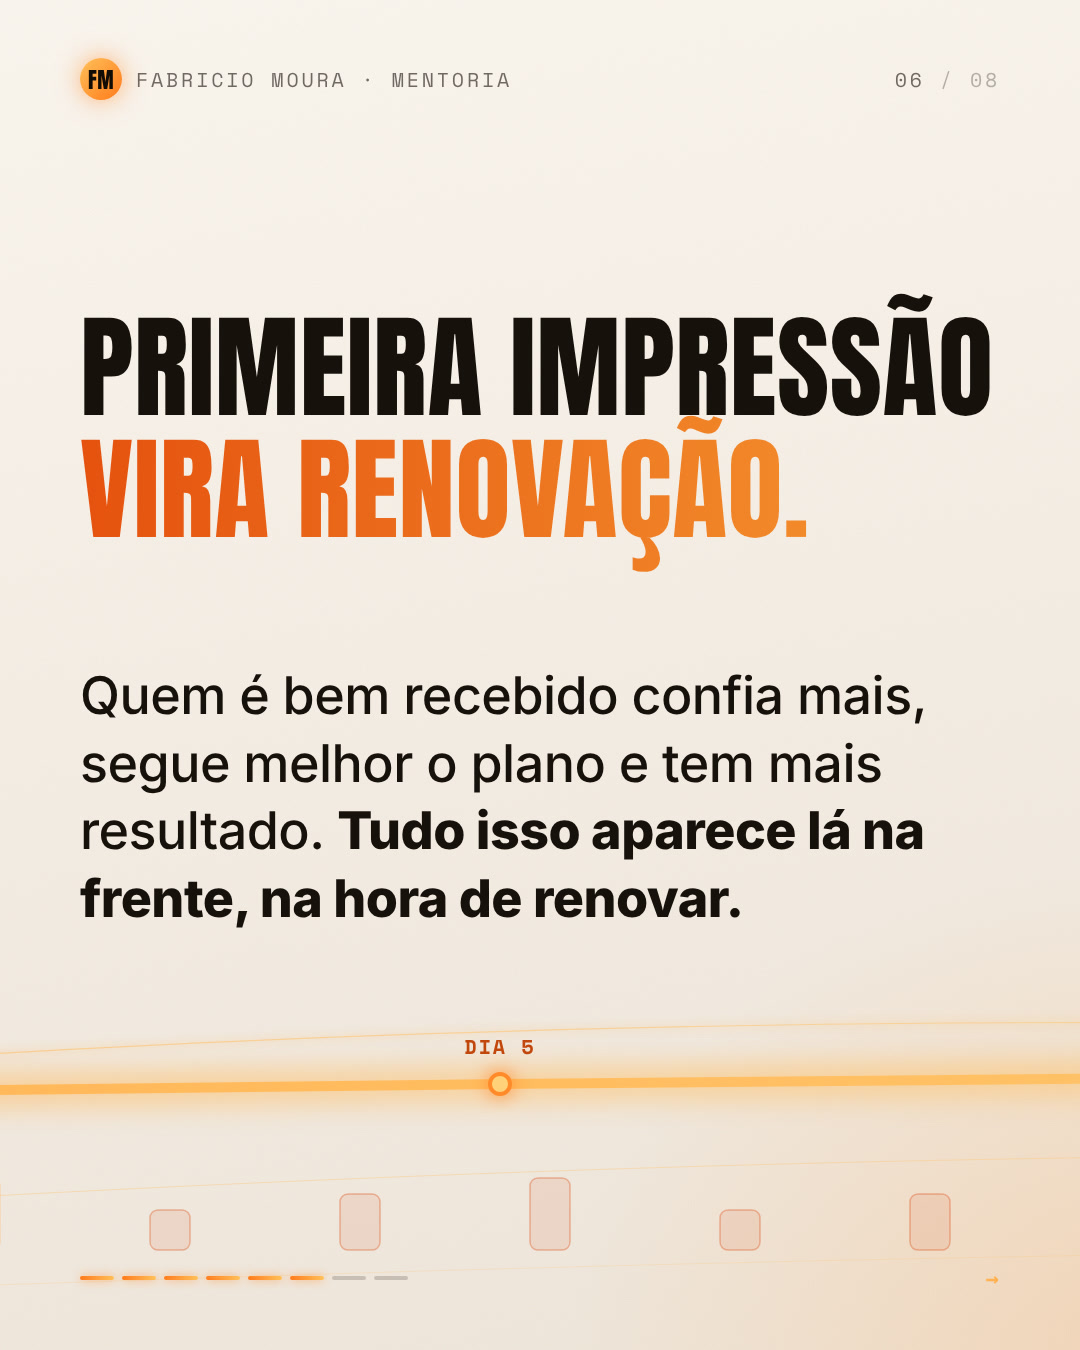 FM FABRICIO MOURA · MENTORIA
06 / 08
PRIMEIRA IMPRESSÃO
VIRA RENOVAÇÃO.
Quem é bem recebido confia mais,
segue melhor o plano e tem mais
resultado. Tudo isso aparece lá na
frente, na hora de renovar.
DIA 5
→